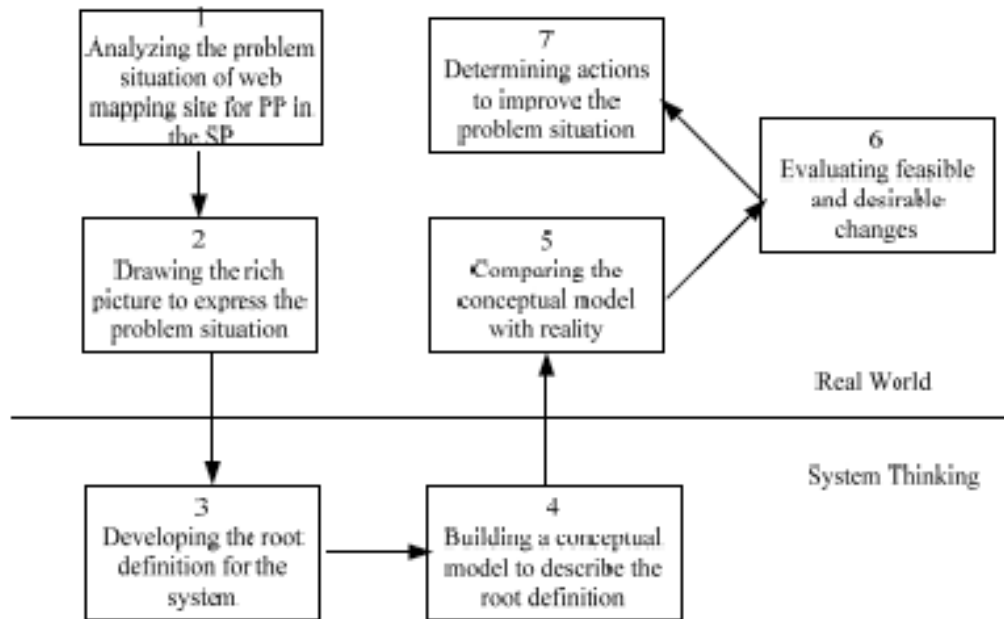 1
Analyzing the problem
situation of web
mapping site for PP in
the SP
2
Drawing the rich
picture to express the
problem situation
3
Developing the root
definition for the
system
4
Building a conceptual
model to describe the
root definition
5
Comparing the
conceptual model
with reality
6
Evaluating feasible
and desirable
changes
7
Determining actions
to improve the
problem situation
Real World
System Thinking